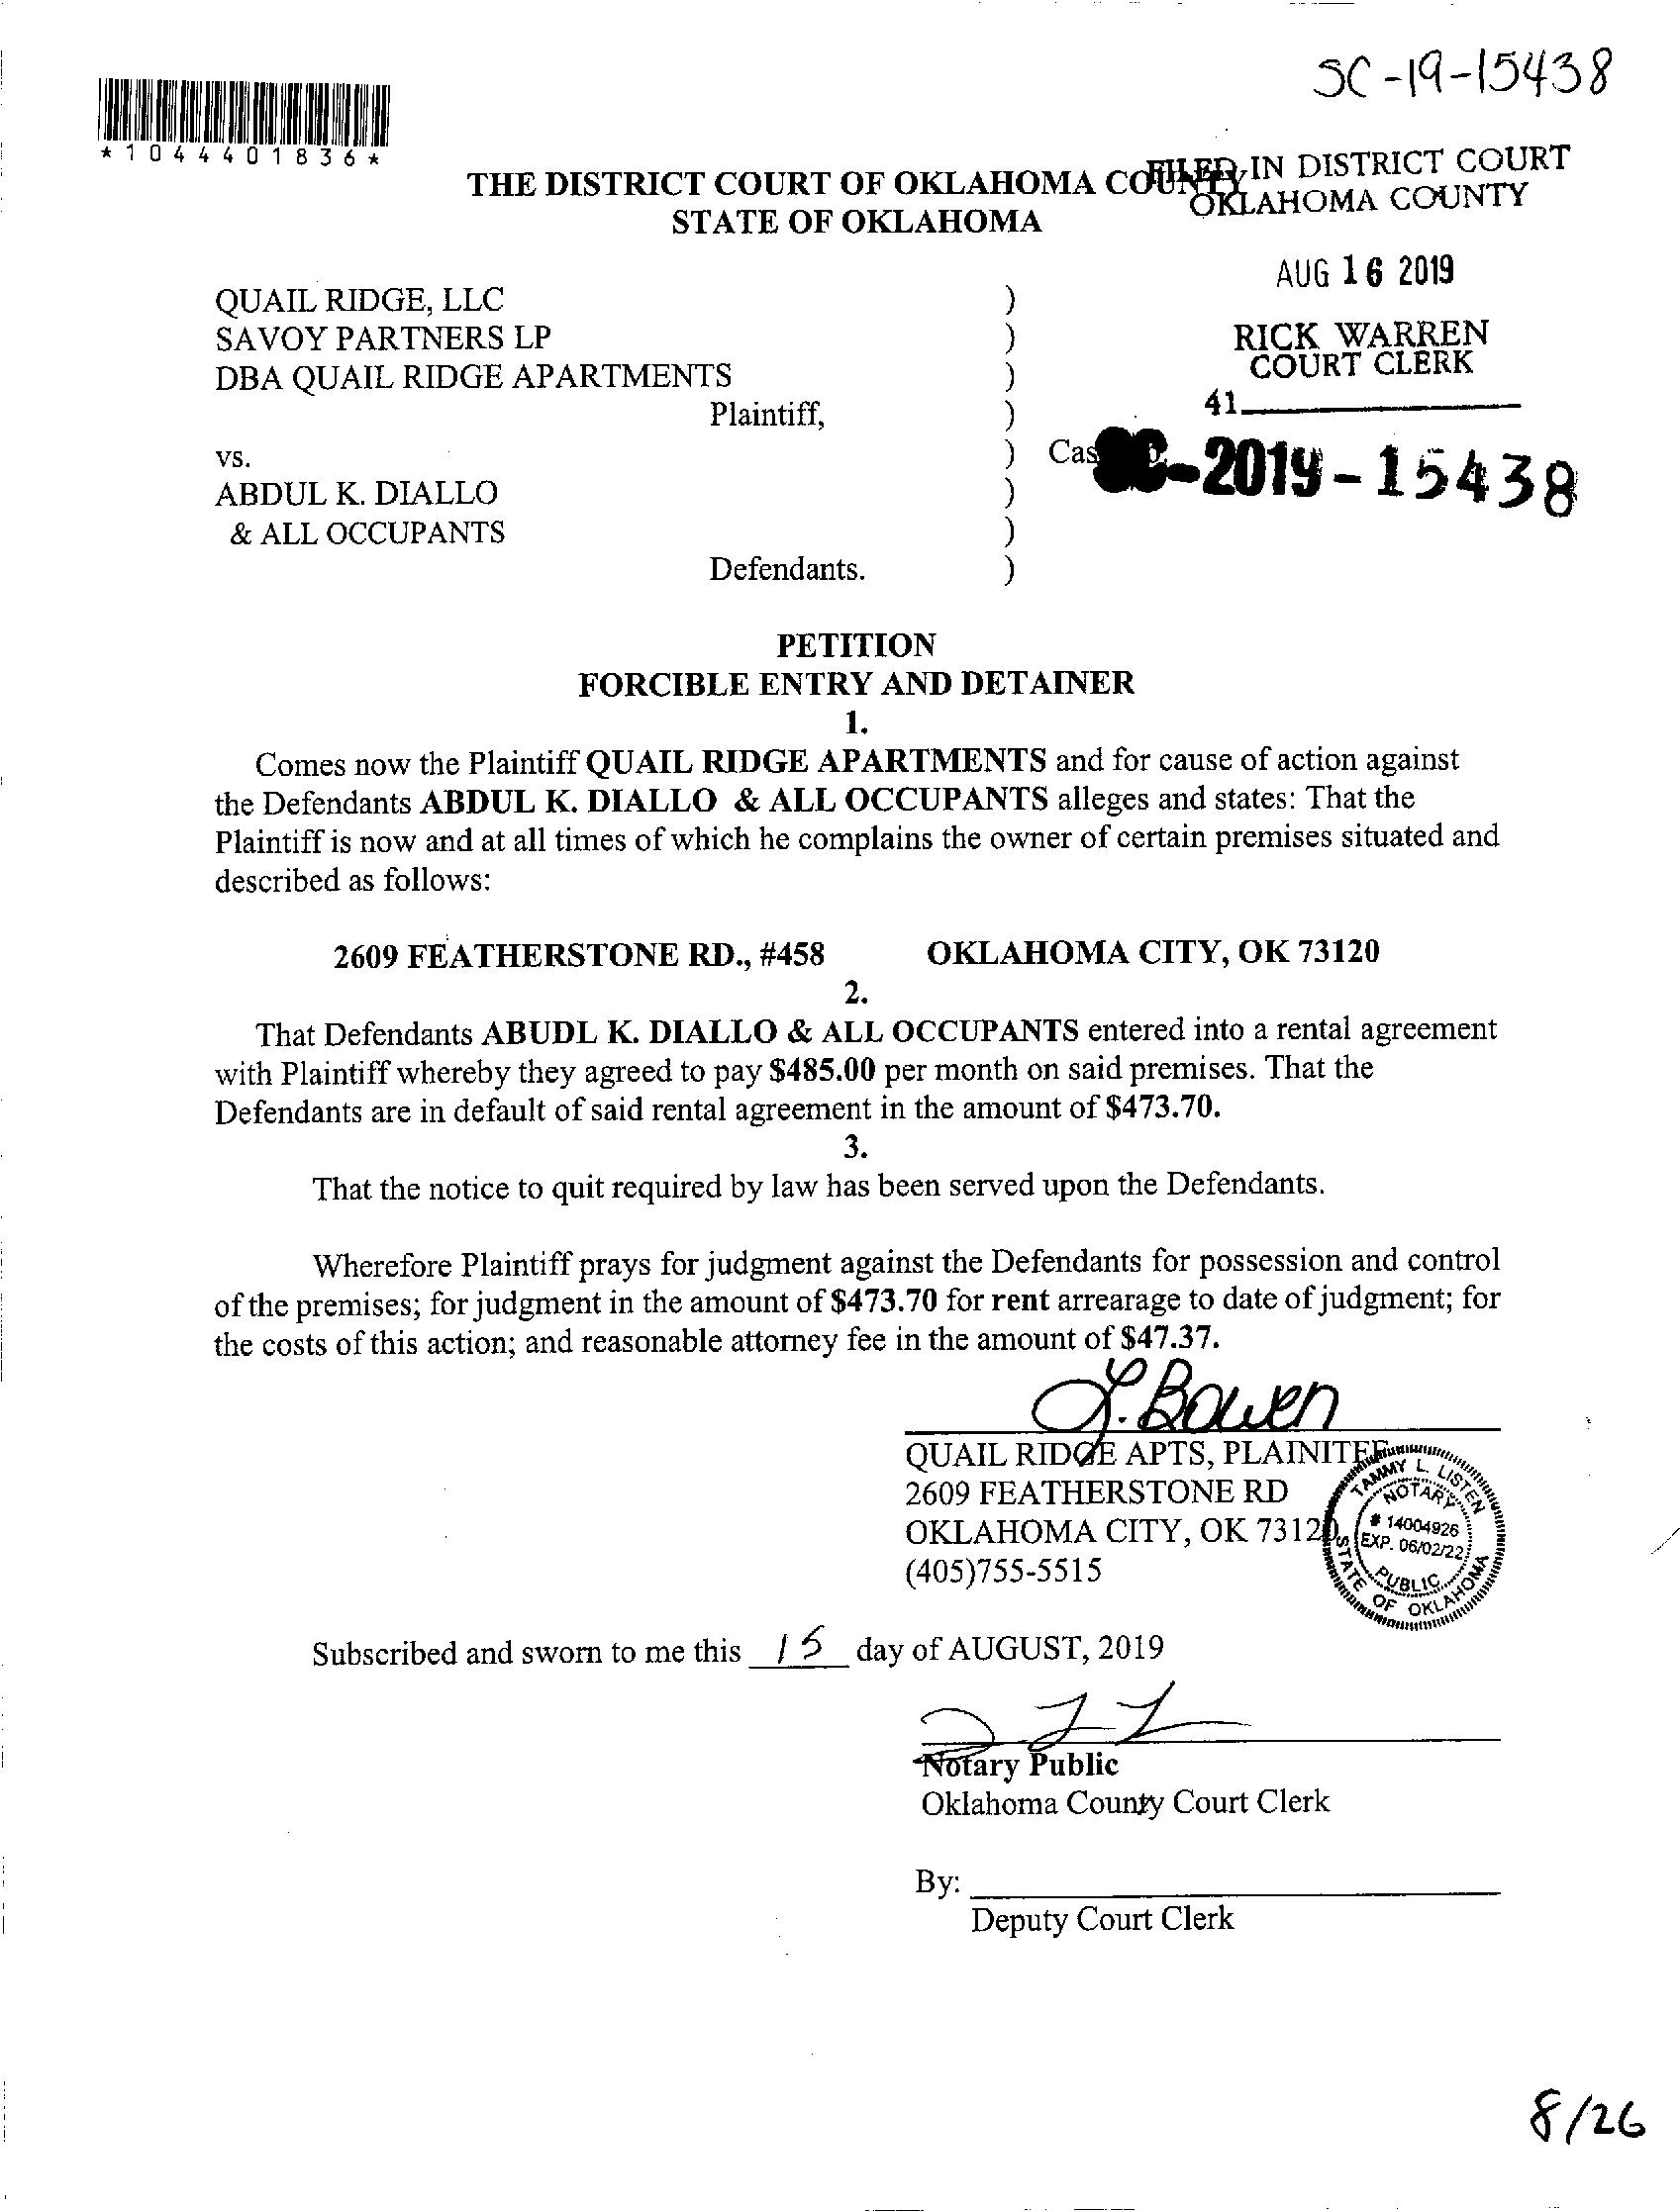 SC-19-15438
*1044401836*
THE DISTRICT COURT OF OKLAHOMA COUNTY
STATE OF OKLAHOMA
FILED IN DISTRICT COURT
OKLAHOMA COUNTY
AUG 16 2019
RICK WARREN
COURT CLERK
41
QUAIL RIDGE, LLC )
SAVOY PARTNERS LP )
DBA QUAIL RIDGE APARTMENTS )
Plaintiff, )
vs. ) Case No. SC-2019-15438
ABDUL K. DIALLO )
& ALL OCCUPANTS )
Defendants. )
PETITION
FORCIBLE ENTRY AND DETAINER
1.
Comes now the Plaintiff QUAIL RIDGE APARTMENTS and for cause of action against
the Defendants ABDUL K. DIALLO & ALL OCCUPANTS alleges and states: That the
Plaintiff is now and at all times of which he complains the owner of certain premises situated and
described as follows:
2609 FEATHERSTONE RD., #458 OKLAHOMA CITY, OK 73120
2.
That Defendants ABUDL K. DIALLO & ALL OCCUPANTS entered into a rental agreement
with Plaintiff whereby they agreed to pay $485.00 per month on said premises. That the
Defendants are in default of said rental agreement in the amount of $473.70.
3.
That the notice to quit required by law has been served upon the Defendants.
Wherefore Plaintiff prays for judgment against the Defendants for possession and control
of the premises; for judgment in the amount of $473.70 for rent arrearage to date of judgment; for
the costs of this action; and reasonable attorney fee in the amount of $47.37.
L. Bowen
QUAIL RIDGE APTS, PLAINITFF
2609 FEATHERSTONE RD
OKLAHOMA CITY, OK 73120
(405)755-5515
TAMMY L. LISTEN
NOTARY
# 14004926
EXP. 06/02/22
PUBLIC
STATE OF OKLAHOMA
Subscribed and sworn to me this 15 day of AUGUST, 2019
Notary Public
Oklahoma County Court Clerk
By:
Deputy Court Clerk
8/26